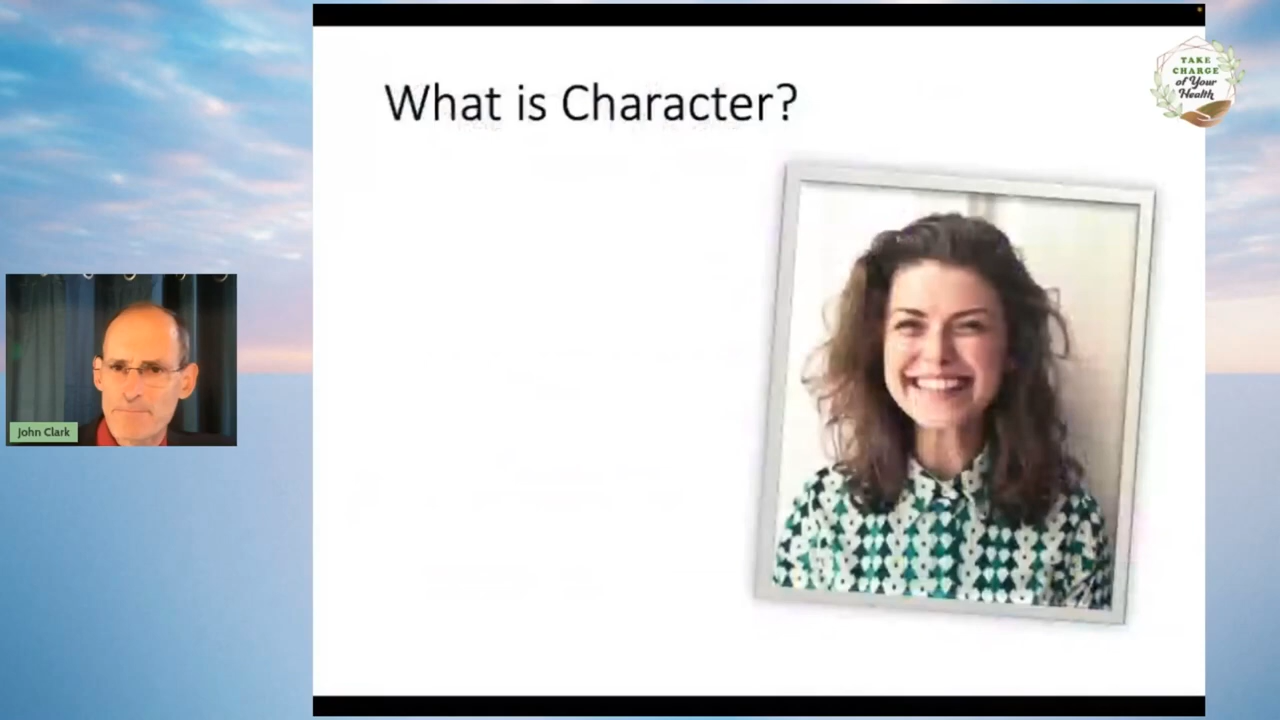 What is Character?
TAKE
CHARGE
of Your
Health
John Clark